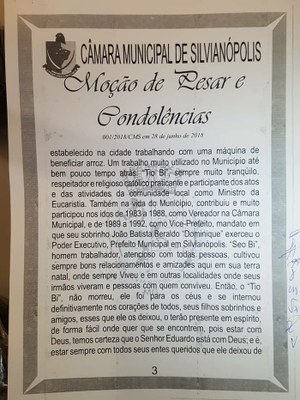 CÂMARA MUNICIPAL DE SILVIANÓPOLIS
Moção de Pesar e
Condolências
001/2018/CMS em 28 de junho de 2018
estabelecido na cidade trabalhando com uma máquina de
beneficiar arroz. Um trabalho muito utilizado no Município até
bem pouco tempo atrás. "Tio Bi", sempre muito tranqüilo,
respeitador e religioso católico praticante e participante dos atos
e das atividades da comunidade local como Ministro da
Eucaristia. Também na vida do Município, contribuiu e muito
participou nos idos de 1983 a 1988, como Vereador na Câmara
Municipal, e de 1989 a 1992, como Vice-Prefeito, mandato em
que seu sobrinho João Batista Beraldo "Dominique" exerceu o
Poder Executivo, Prefeito Municipal em Silvianópolis. "Seo Bi",
homem trabalhador, atencioso com todas pessoas, cultivou
sempre bons relacionamentos e amizades aqui em sua terra
natal, onde sempre Viveu e em outras localidades onde seus
irmãos viveram e pessoas com quem conviveu. Então, o "Tio
Bi", não morreu, ele foi para os céus e se internou
definitivamente nos corações de todos, seus filhos sobrinhos e
amigos, esses que ele os deixou, o terão presente em espírito,
de forma fácil onde quer que se encontrem, pois estar com
Deus, temos certeza que o Senhor Eduardo está com Deus; e é,
estar sempre com todos seus entes queridos que ele deixou de
3